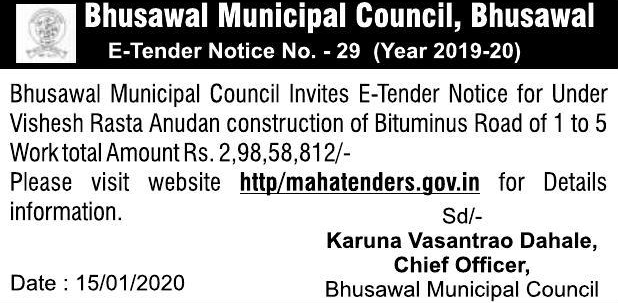 Bhusawal Municipal Council, Bhusawal
E-Tender Notice No. - 29 (Year 2019-20)
Bhusawal Municipal Council Invites E-Tender Notice for Under
Vishesh Rasta Anudan construction of Bituminus Road of 1 to 5
Work total Amount Rs. 2,98,58,812/-
Please visit website http/mahatenders.gov.in for Details
information.
Sd/-
Karuna Vasantrao Dahale,
Chief Officer,
Date : 15/01/2020
Bhusawal Municipal Council